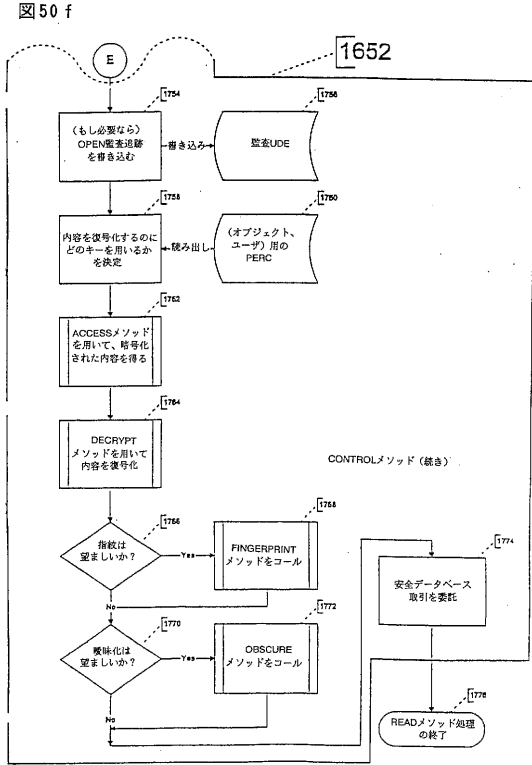 図50f
1652
E
1754
(もし必要なら)
OPEN監査追跡
を書き込む
書き込み
1756
監査UDE
1758
内容を復号化するのに
どのキーを用いるか
を決定
読み出し
1760
(オブジェクト、
ユーザ)用の
PERC
1762
ACCESSメソッド
を用いて、暗号化
された内容を得る
1764
DECRYPT
メソッドを用いて
内容を復号化
CONTROLメソッド(続き)
1766
指紋は
望ましいか?
Yes
1768
FINGERPRINT
メソッドをコール
No
1770
曖昧化は
望ましいか?
Yes
1772
OBSCURE
メソッドをコール
No
1774
安全データベース
取引を委託
1776
READメソッド処理
の終了